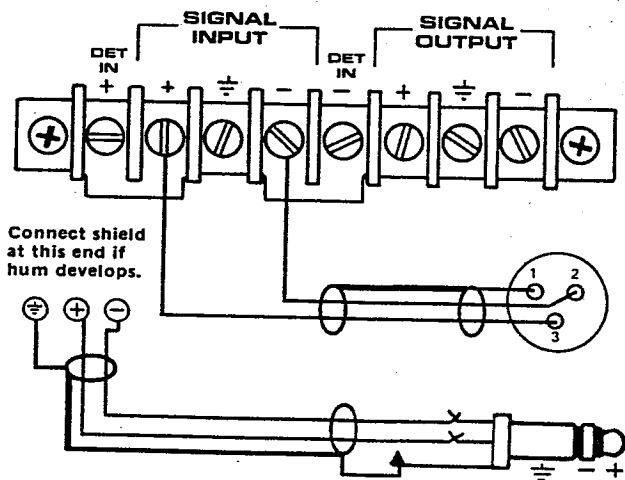 SIGNAL INPUT
SIGNAL OUTPUT
DET IN
DET IN
+ + ⏚ − − + ⏚ −
Connect shield
at this end if
hum develops.
⏚ + −
1 2
3
⏚ − +